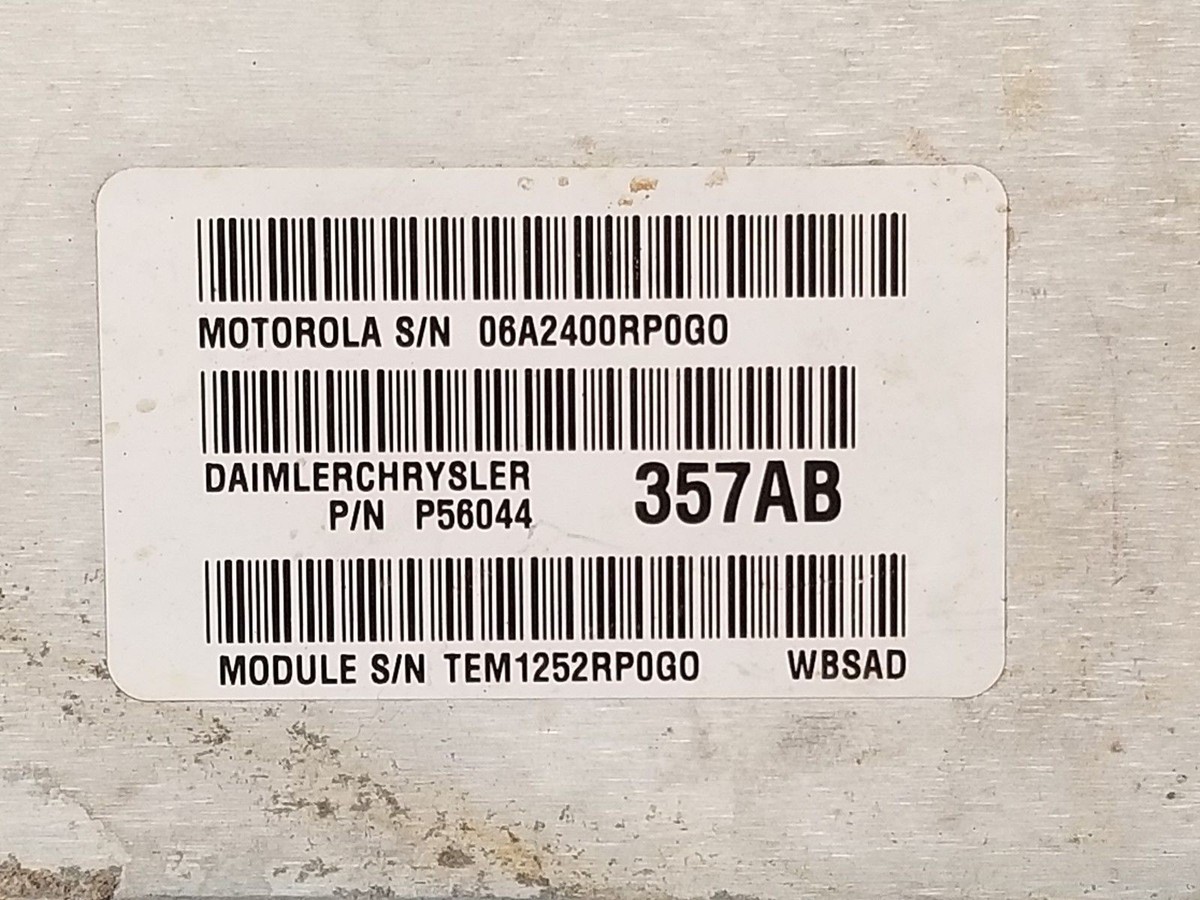 MOTOROLA S/N 06A2400RP0GO
DAIMLERCHRYSLER 357AB
P/N P56044
MODULE S/N TEM1252RP0GO WBSAD